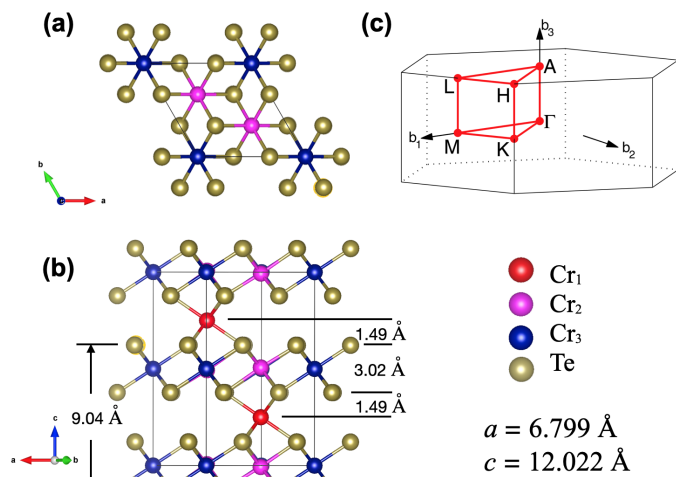 (a)
b
c
a
(c)
b3
A
L
H
Γ
b1
M
K
b2
(b)
1.49 Å
3.02 Å
1.49 Å
9.04 Å
c
a
b
Cr1
Cr2
Cr3
Te
a = 6.799 Å
c = 12.022 Å